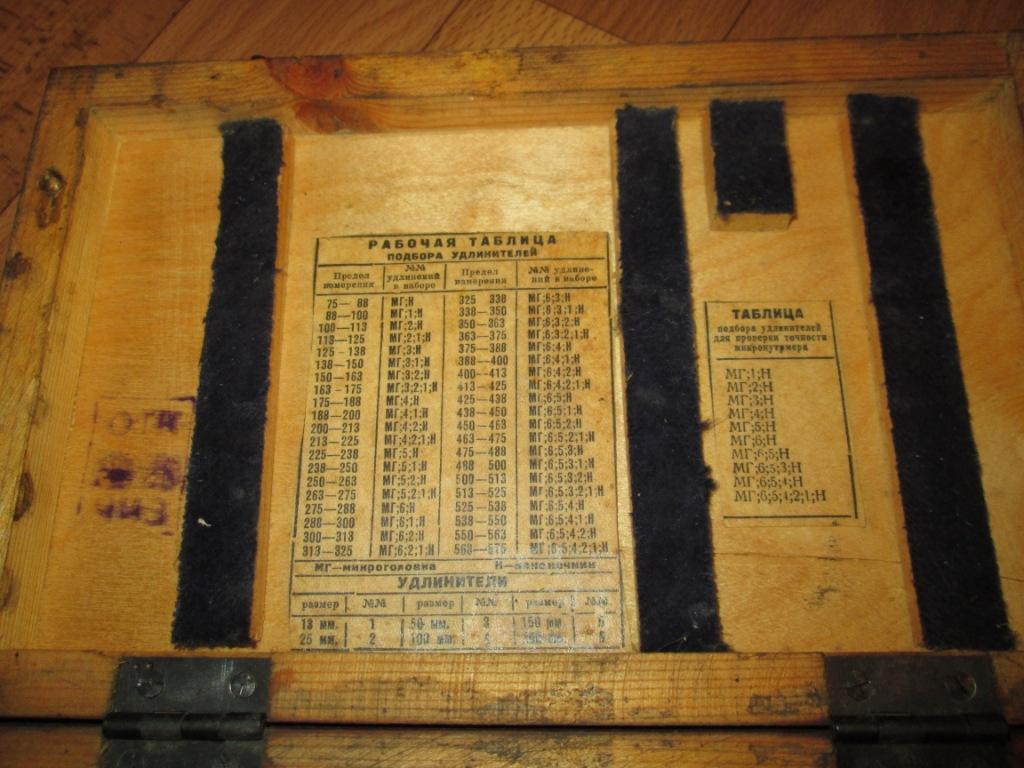 РАБОЧАЯ ТАБЛИЦА
ПОДБОРА УДЛИНИТЕЛЕЙ
Предел измерения №№ удлинений в наборе Предел измерения №№ удлинений в наборе
75—88 МГ;Н 325 338 МГ;6;3;Н
88—100 МГ;1;Н 338—350 МГ;6;3;1;Н
100—113 МГ;2;Н 350—363 МГ;6;3;2;Н
113—125 МГ;2;1;Н 363—375 МГ;6;3;2;1;Н
125-138 МГ;3;Н 375—388 МГ;6;4;Н
138—150 МГ;3;1;Н 388—400 МГ;6;4;1;Н
150—163 МГ;3;2;Н 400—413 МГ;6;4;2;Н
163-175 МГ;3;2;1;Н 413—425 МГ;6;4;2;1;Н
175—188 МГ;4;Н 425—438 МГ;6;5;Н
188—200 МГ;4;1;Н 438—450 МГ;6;5;1;Н
200—213 МГ;4;2;Н 450—463 МГ;6;5;2;Н
213—225 МГ;4;2;1;Н 463—475 МГ;6;5;2;1;Н
225—238 МГ;5;Н 475—488 МГ;6;5;3;Н
238—250 МГ;5;1;Н 488 500 МГ;6;5;3;1;Н
250—263 МГ;5;2;Н 500—513 МГ;6;5;3;2;Н
263—275 МГ;5;2;1;Н 513—525 МГ;6;5;3;2;1;Н
275—288 МГ;6;Н 525—538 МГ;6;5;4;Н
288—300 МГ;6;1;Н 538—550 МГ;6;5;4;1;Н
300—313 МГ;6;2;Н 550—563 МГ;6;5;4;2;Н
313—325 МГ;6;2;1;Н 563—575 МГ;6;5;4;2;1;Н
МГ—микроголовка Н—наконечник
УДЛИНИТЕЛИ
размер №№ размер №№ размер №№
13 мм. 1 50 мм. 3 150 мм. 5
25 мм. 2 100 мм. 4 мм. 6
ТАБЛИЦА
подбора удлинителей
для проверки точности
микронутромера
МГ;1;Н
МГ;2;Н
МГ;3;Н
МГ;4;Н
МГ;5;Н
МГ;6;Н
МГ;6;5;Н
МГ;6;5;3;Н
МГ;6;5;4;Н
МГ;6;5;4;2;1;Н